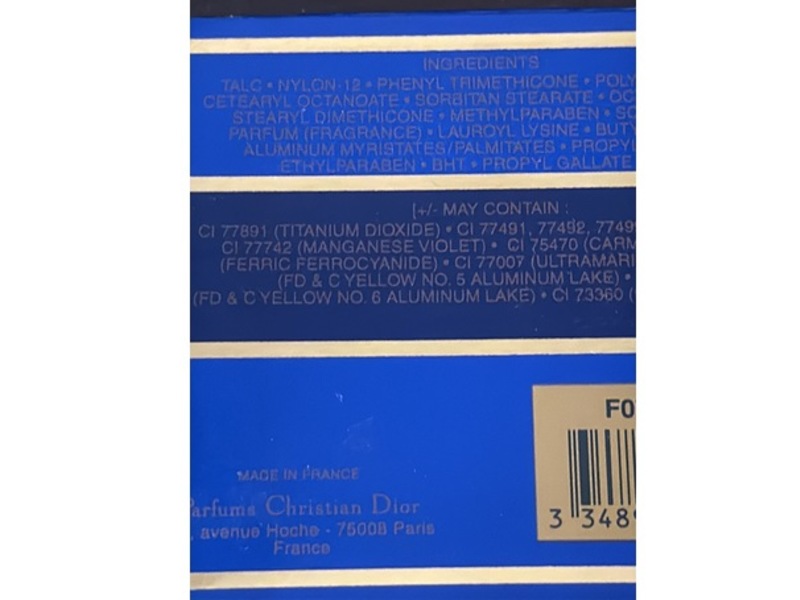 INGREDIENTS
TALC • NYLON-12 • PHENYL TRIMETHICONE • POLY
CETEARYL OCTANOATE • SORBITAN STEARATE • OC
STEARYL DIMETHICONE • METHYLPARABEN • SO
PARFUM (FRAGRANCE) • LAUROYL LYSINE • BUTY
ALUMINUM MYRISTATES/PALMITATES • PROPYL
ETHYLPARABEN • BHT • PROPYL GALLATE
[+/- MAY CONTAIN :
CI 77891 (TITANIUM DIOXIDE) • CI 77491, 77492, 7749
CI 77742 (MANGANESE VIOLET) • CI 75470 (CARM
(FERRIC FERROCYANIDE) • CI 77007 (ULTRAMARI
(FD & C YELLOW NO. 5 ALUMINUM LAKE) •
(FD & C YELLOW NO. 6 ALUMINUM LAKE) • CI 73360 (
F0
3 348
MADE IN FRANCE
Parfums Christian Dior
avenue Hoche - 75008 Paris
France